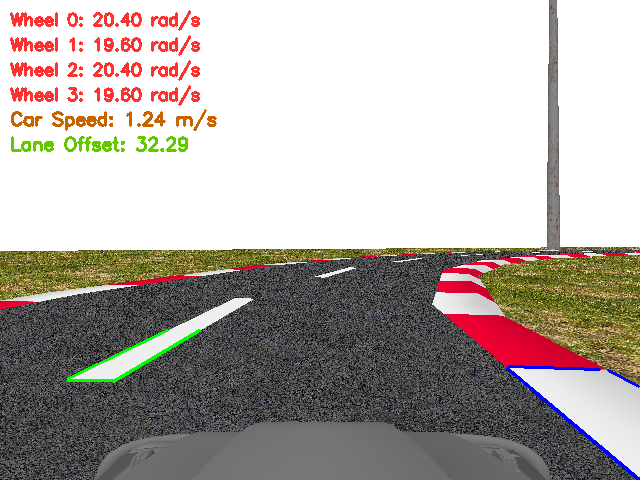 Wheel 0: 20.40 rad/s
Wheel 1: 19.60 rad/s
Wheel 2: 20.40 rad/s
Wheel 3: 19.60 rad/s
Car Speed: 1.24 m/s
Lane Offset: 32.29